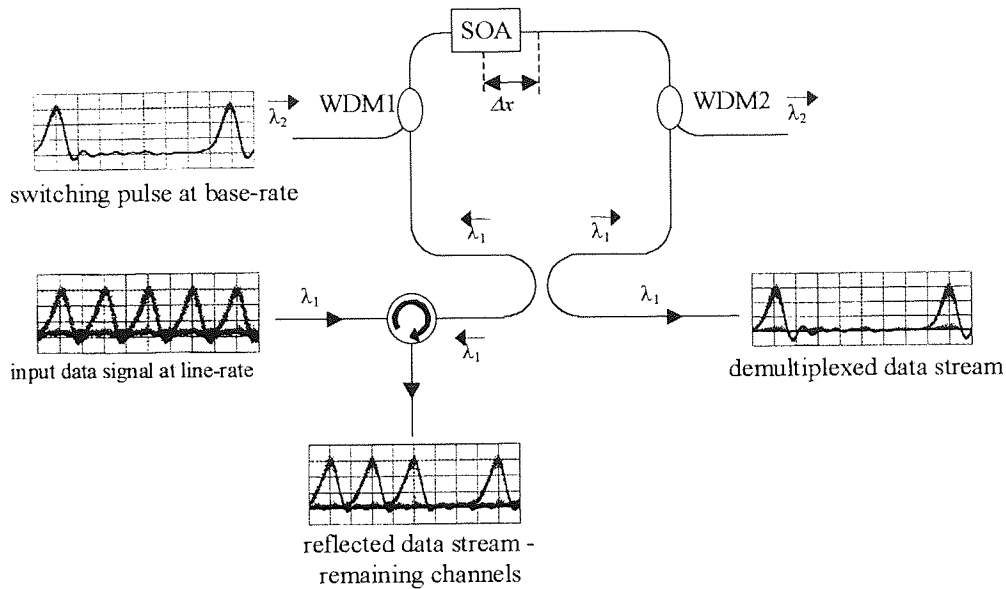 SOA
Δx
WDM1
WDM2
λ2
λ2
switching pulse at base-rate
λ1
λ1
λ1
λ1
λ1
input data signal at line-rate
demultiplexed data stream
reflected data stream -
remaining channels